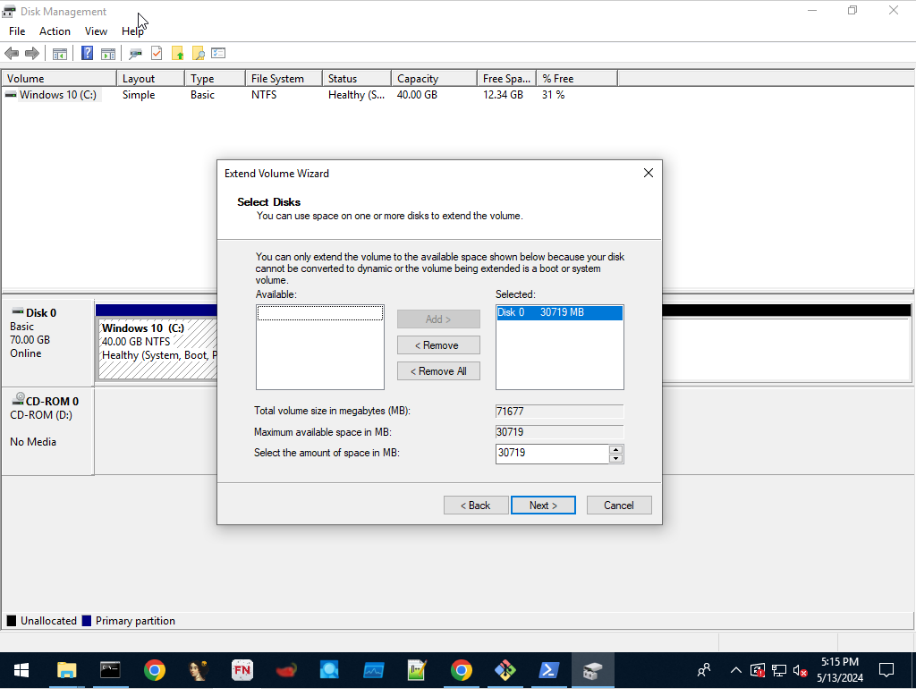 Disk Management
File Action View Help
Volume Layout Type File System Status Capacity Free Spa... % Free
Windows 10 (C:) Simple Basic NTFS Healthy (S... 40.00 GB 12.34 GB 31 %
Extend Volume Wizard
Select Disks
You can use space on one or more disks to extend the volume.
You can only extend the volume to the available space shown below because your disk
cannot be converted to dynamic or the volume being extended is a boot or system
volume.
Available: Selected:
Disk 0 30719 MB
Add >
< Remove
< Remove All
Total volume size in megabytes (MB): 71677
Maximum available space in MB: 30719
Select the amount of space in MB: 30719
< Back Next > Cancel
Disk 0
Basic
70.00 GB
Online
Windows 10 (C:)
40.00 GB NTFS
Healthy (System, Boot, P
CD-ROM 0
CD-ROM (D:)
No Media
Unallocated Primary partition
FN
5:15 PM
5/13/2024